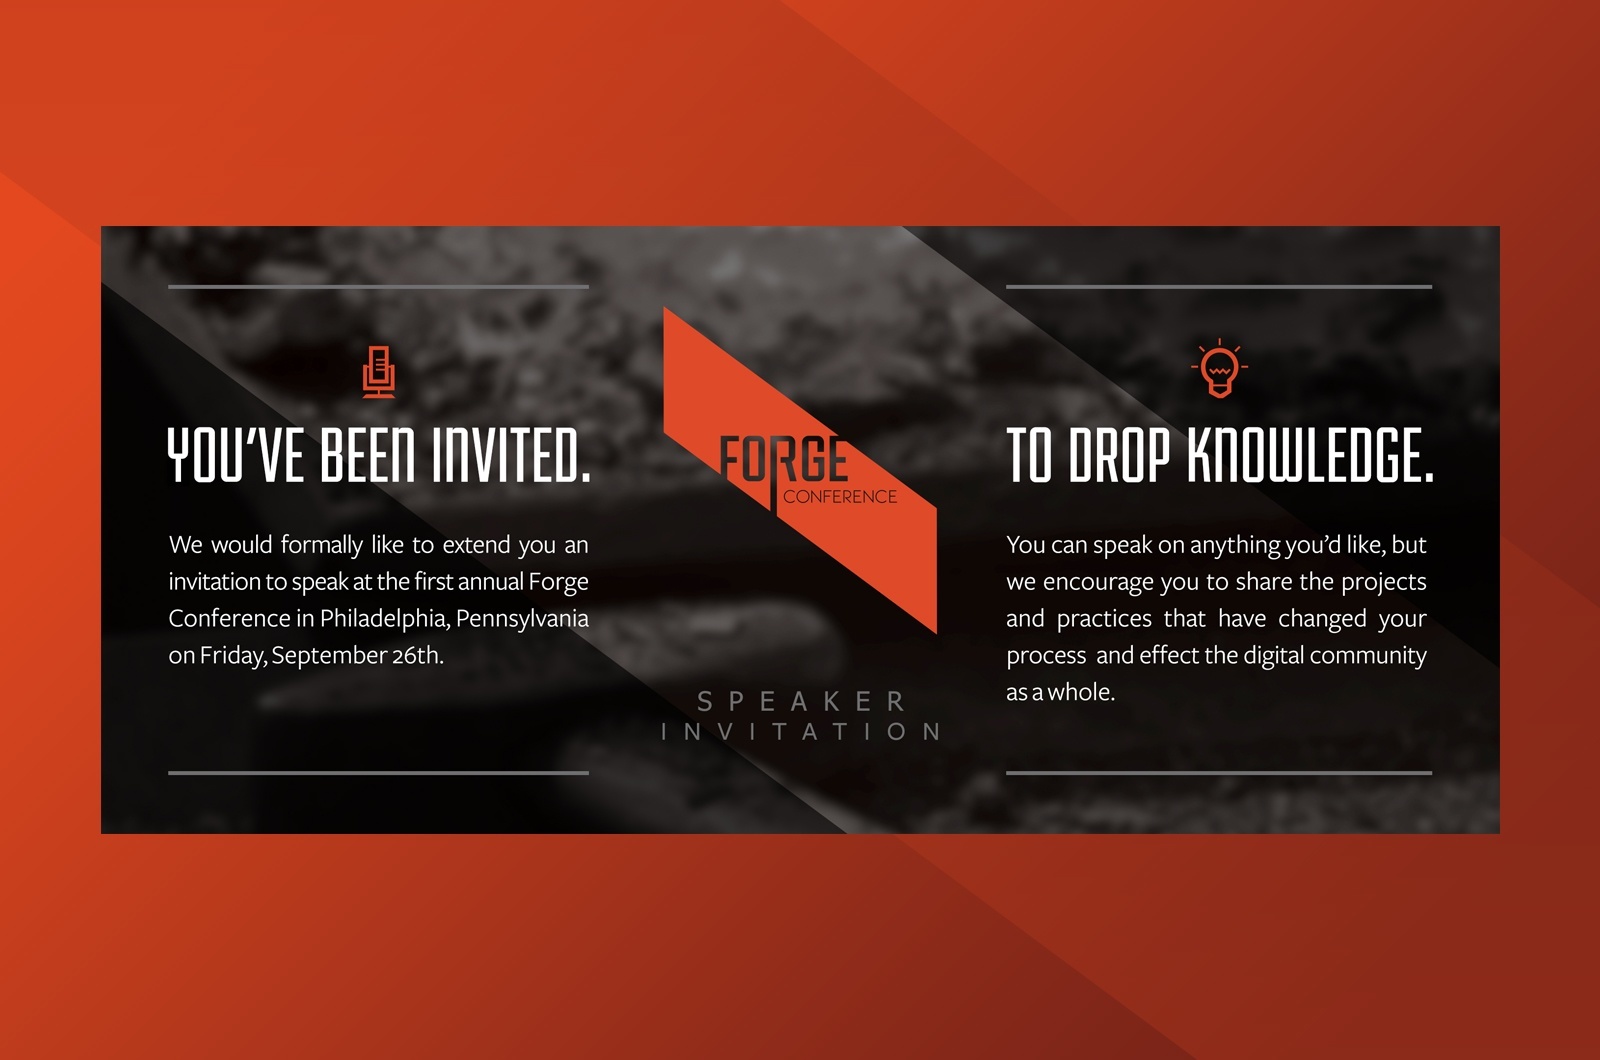 YOU'VE BEEN INVITED.
We would formally like to extend you an
invitation to speak at the first annual Forge
Conference in Philadelphia, Pennsylvania
on Friday, September 26th.
FORGE
CONFERENCE
SPEAKER
INVITATION
TO DROP KNOWLEDGE.
You can speak on anything you’d like, but
we encourage you to share the projects
and practices that have changed your
process and effect the digital community
as a whole.